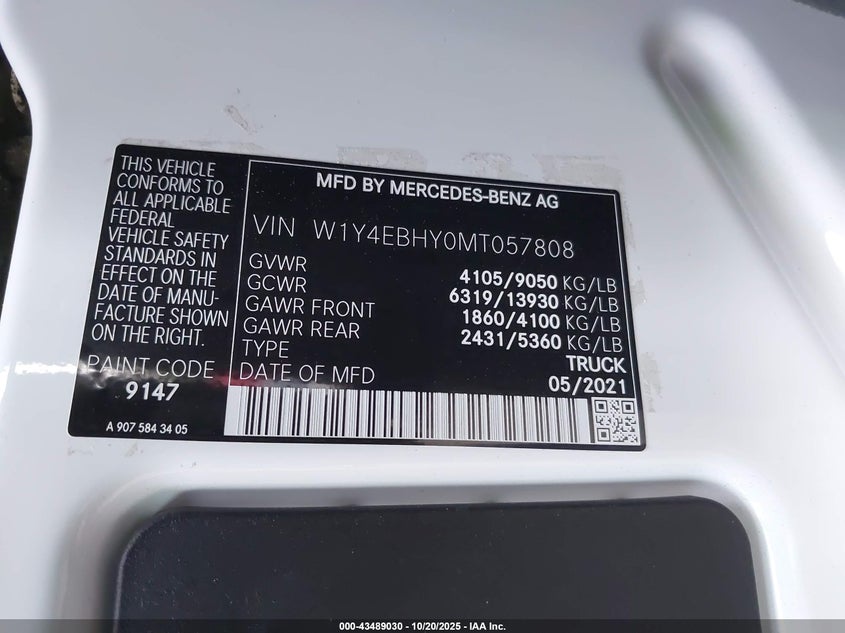 THIS VEHICLE
CONFORMS TO
ALL APPLICABLE
FEDERAL
VEHICLE SAFETY
STANDARDS IN
EFFECT ON THE
DATE OF MANU-
FACTURE SHOWN
ON THE RIGHT.
PAINT CODE
9147
A 907 584 34 05
MFD BY MERCEDES-BENZ AG
VIN W1Y4EBHY0MT057808
GVWR 4105/9050 KG/LB
GCWR 6319/13930 KG/LB
GAWR FRONT 1860/4100 KG/LB
GAWR REAR 2431/5360 KG/LB
TYPE TRUCK
DATE OF MFD 05/2021
000-43489030 - 10/20/2025 - IAA Inc.